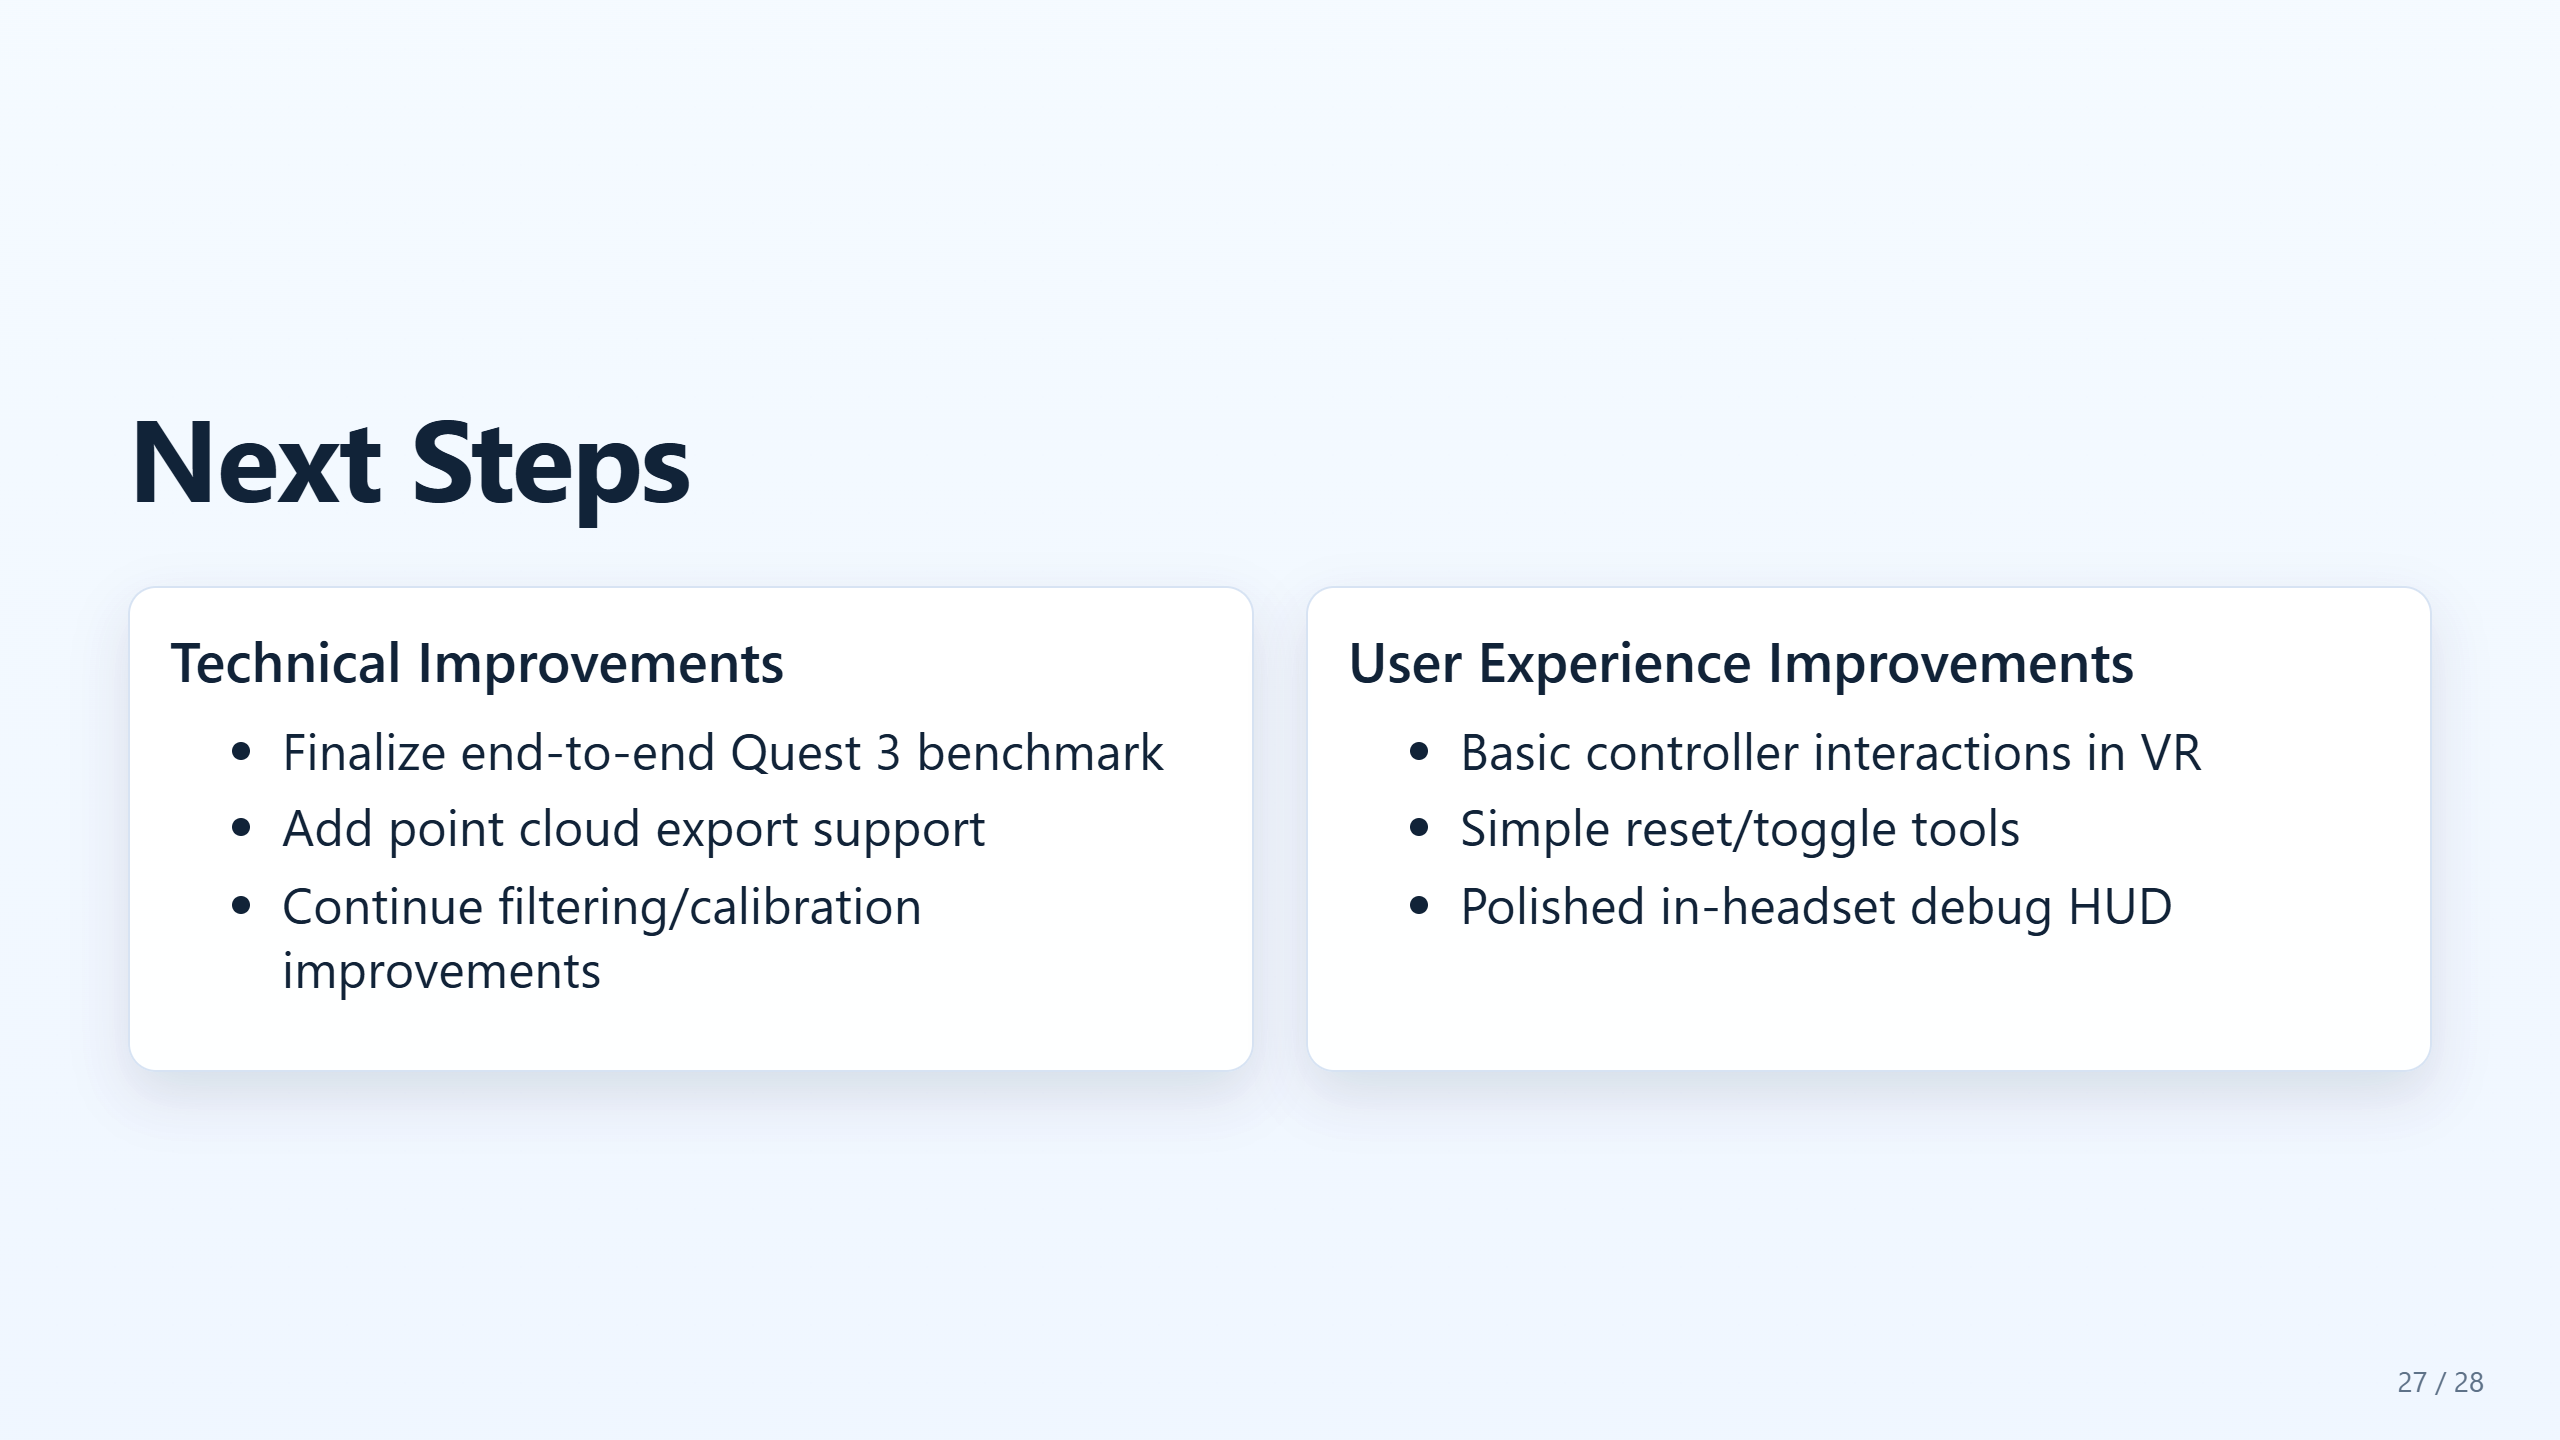 Next Steps
Technical Improvements
Finalize end-to-end Quest 3 benchmark
Add point cloud export support
Continue filtering/calibration
improvements
User Experience Improvements
Basic controller interactions in VR
Simple reset/toggle tools
Polished in-headset debug HUD
27 / 28